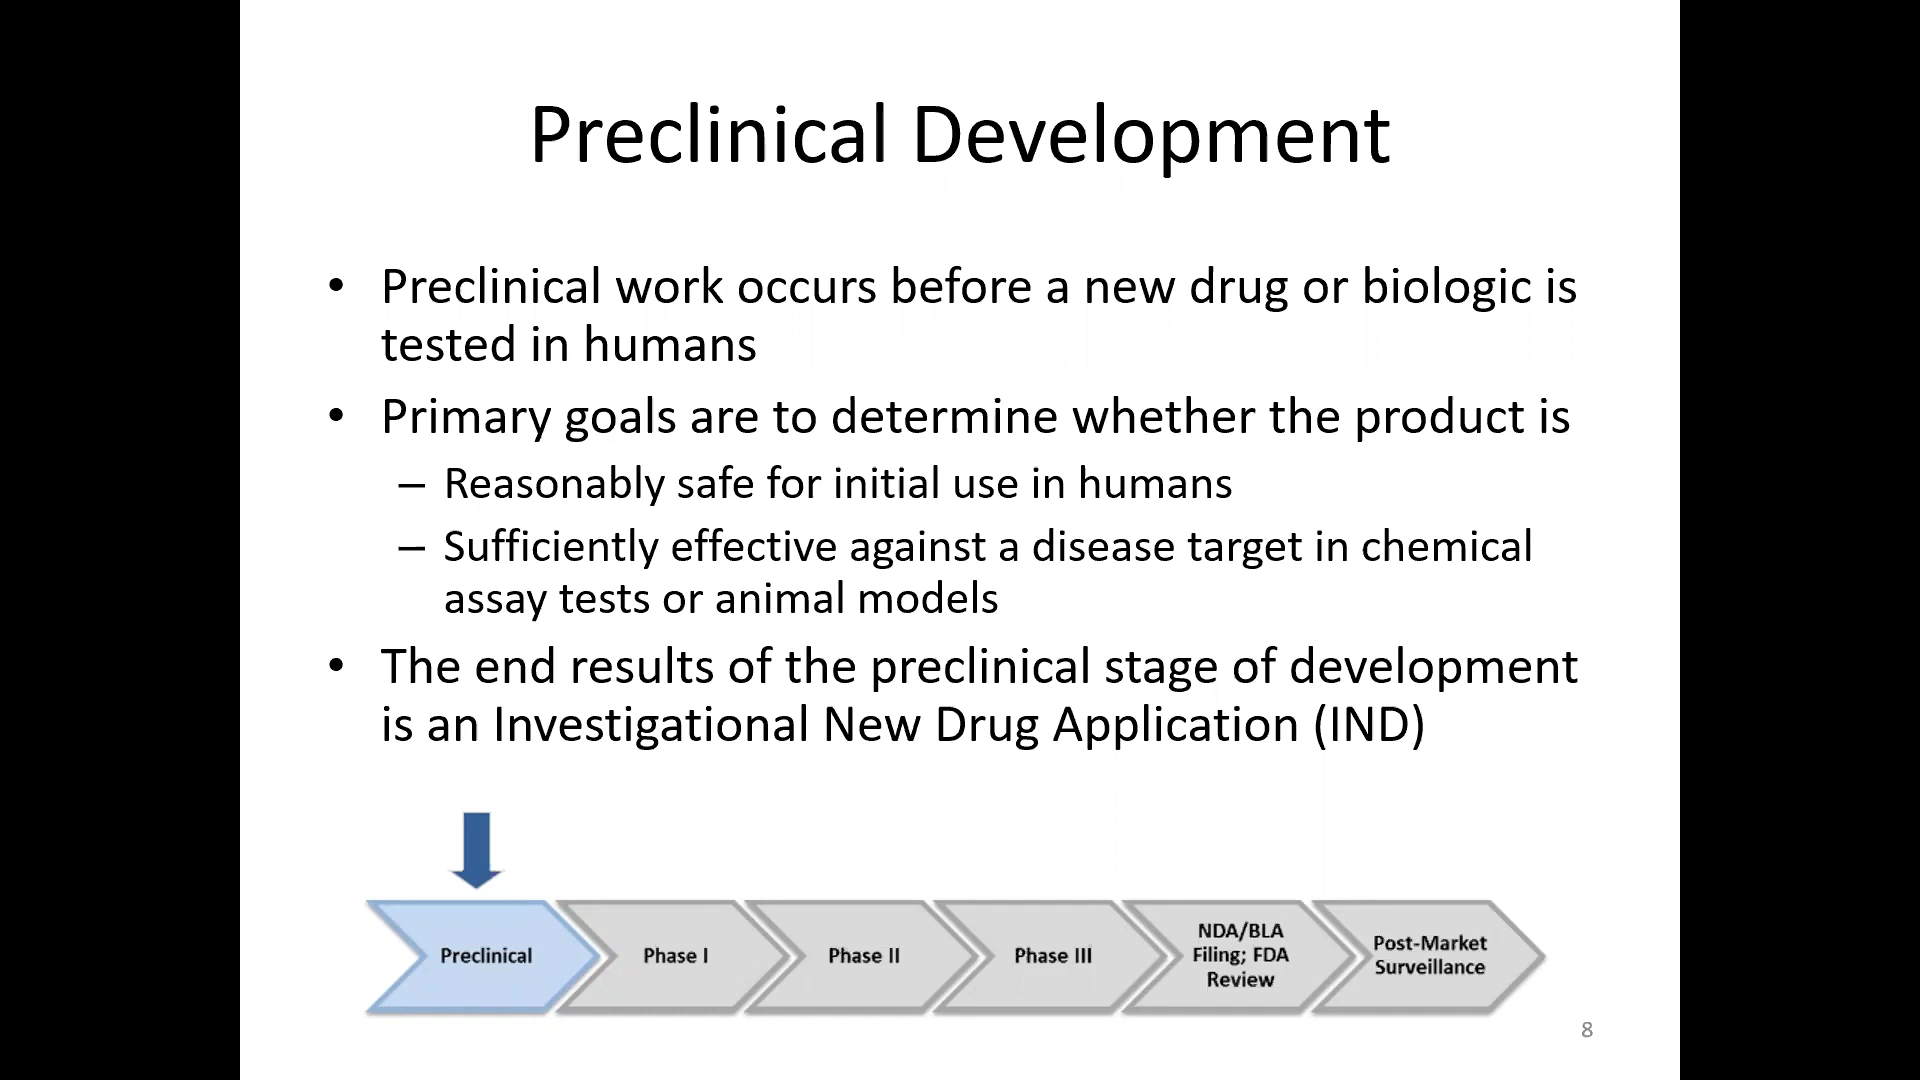 Preclinical Development
• Preclinical work occurs before a new drug or biologic is
tested in humans
• Primary goals are to determine whether the product is
– Reasonably safe for initial use in humans
– Sufficiently effective against a disease target in chemical
assay tests or animal models
• The end results of the preclinical stage of development
is an Investigational New Drug Application (IND)
Preclinical
Phase I
Phase II
Phase III
NDA/BLA
Filing; FDA
Review
Post-Market
Surveillance
8